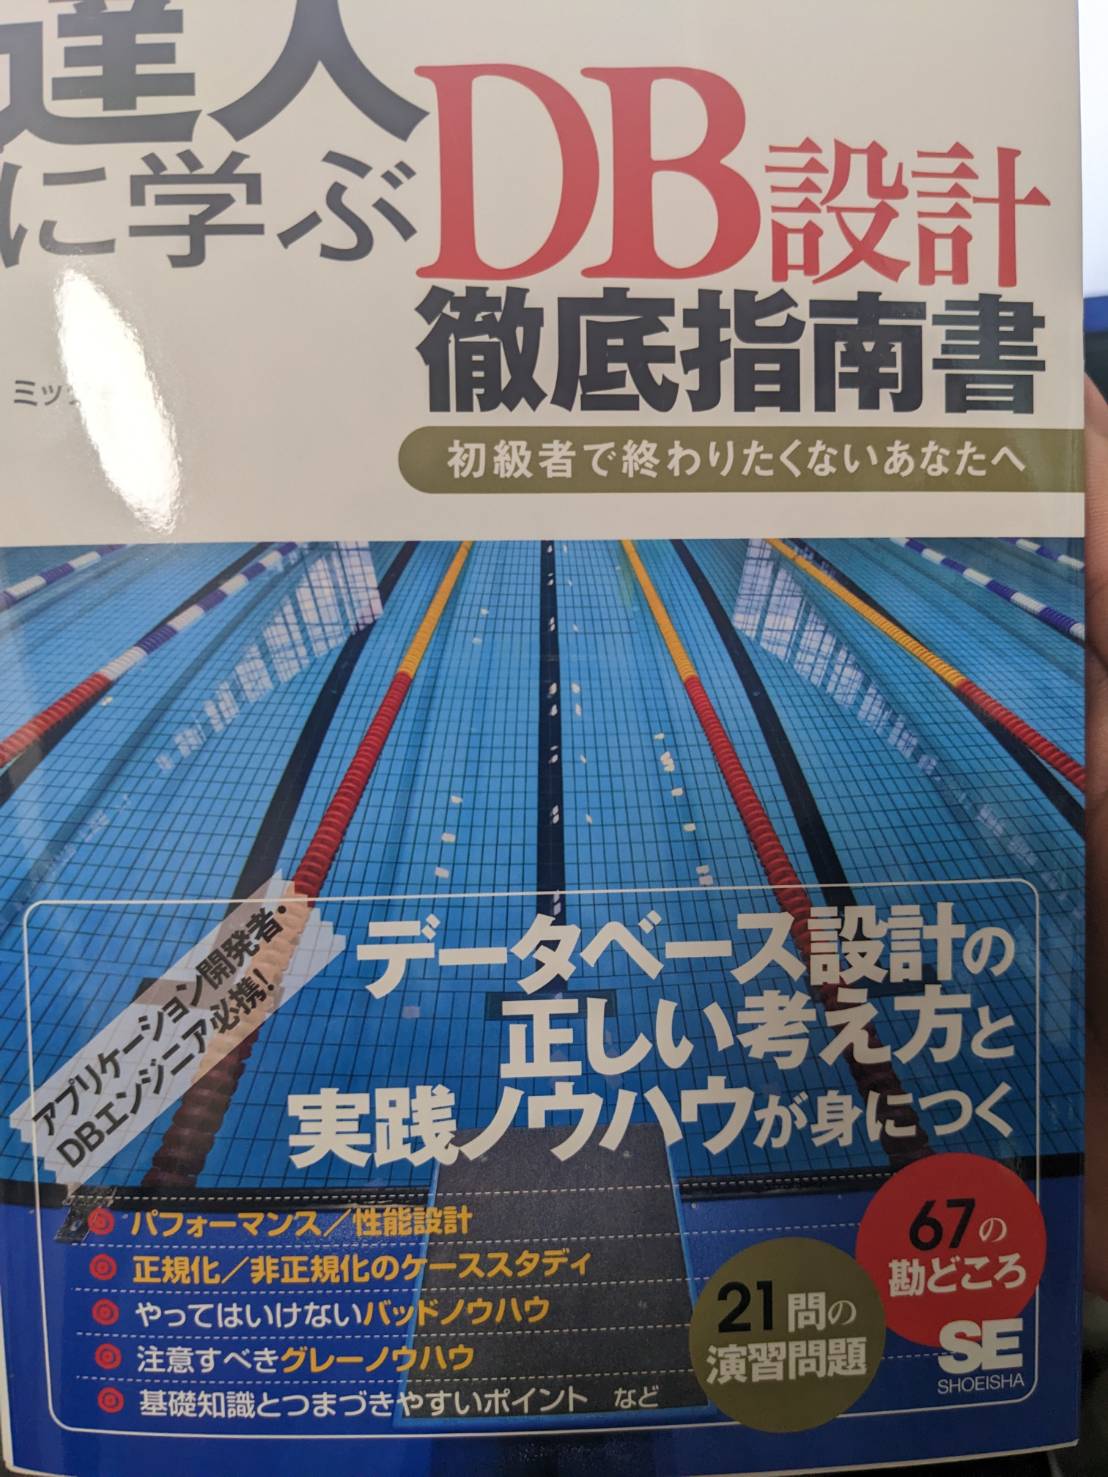 達人
に学ぶ
DB設計
徹底指南書
初級者で終わりたくないあなたへ
アプリケーション開発者・
DBエンジニア必携！
データベース設計の
正しい考え方と
実践ノウハウが身につく
パフォーマンス／性能設計
正規化／非正規化のケーススタディ
やってはいけないバッドノウハウ
注意すべきグレーノウハウ
基礎知識とつまづきやすいポイント など
67の
勘どころ
21問の
演習問題
SE
SHOEISHA